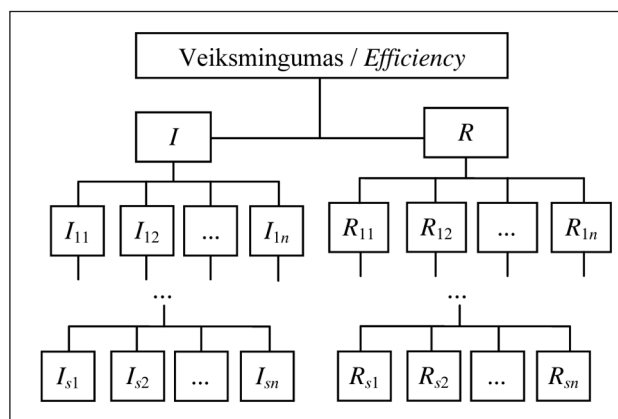 Veiksmingumas / Efficiency
I R
I11 I12 ... I1n R11 R12 ... R1n
... ...
Is1 Is2 ... Isn Rs1 Rs2 ... Rsn